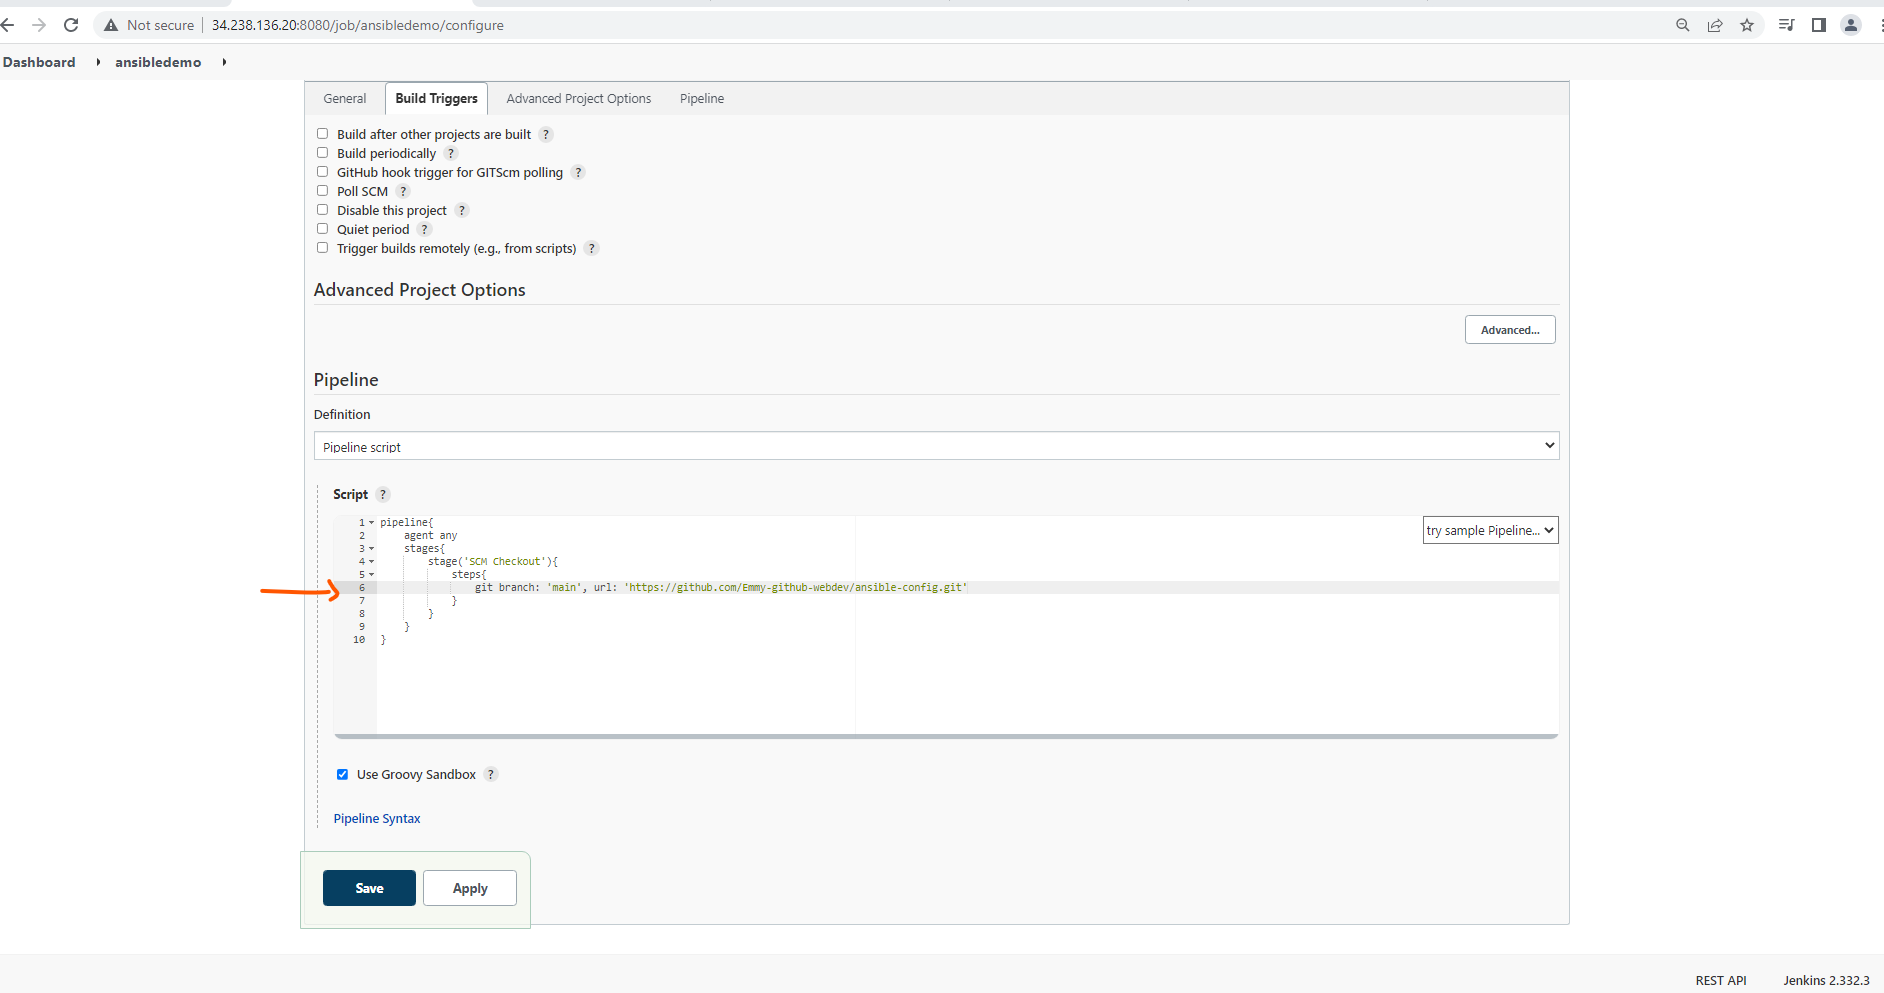 Not secure | 34.238.136.20:8080/job/ansibledemo/configure
Dashboard ansibledemo
General Build Triggers Advanced Project Options Pipeline
Build after other projects are built ?
Build periodically ?
GitHub hook trigger for GITScm polling ?
Poll SCM ?
Disable this project ?
Quiet period ?
Trigger builds remotely (e.g., from scripts) ?
Advanced Project Options
Advanced...
Pipeline
Definition
Pipeline script
Script ?
try sample Pipeline...
1 pipeline{
2 agent any
3 stages{
4 stage('SCM Checkout'){
5 steps{
6 git branch: 'main', url: 'https://github.com/Emmy-github-webdev/ansible-config.git'
7 }
8 }
9 }
10 }
Use Groovy Sandbox ?
Pipeline Syntax
Save Apply
REST API Jenkins 2.332.3